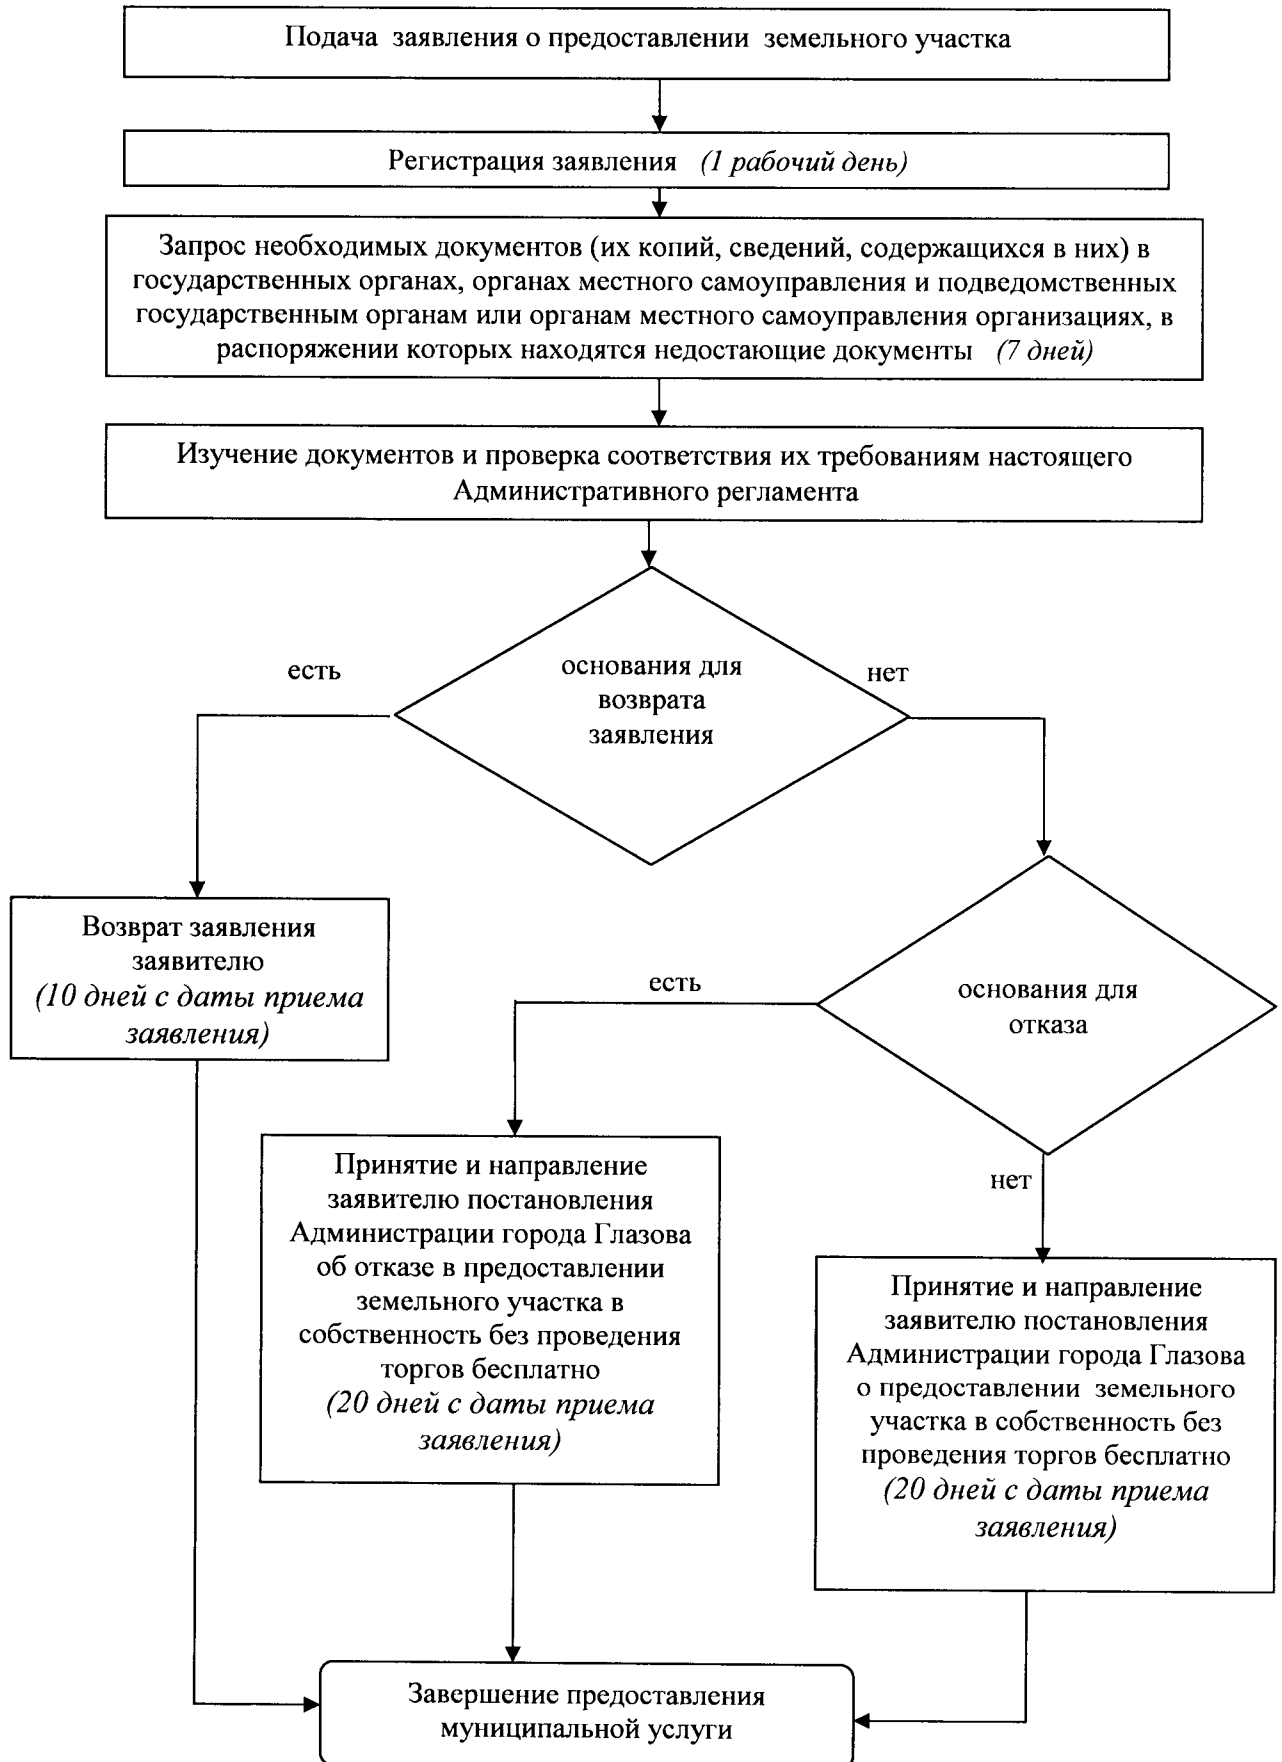 Подача заявления о предоставлении земельного участка
Регистрация заявления (1 рабочий день)
Запрос необходимых документов (их копий, сведений, содержащихся в них) в
государственных органах, органах местного самоуправления и подведомственных
государственным органам или органам местного самоуправления организациях, в
распоряжении которых находятся недостающие документы (7 дней)
Изучение документов и проверка соответствия их требованиям настоящего
Административного регламента
есть
основания для
возврата
заявления
нет
Возврат заявления
заявителю
(10 дней с даты приема
заявления)
есть
основания для
отказа
нет
Принятие и направление
заявителю постановления
Администрации города Глазова
об отказе в предоставлении
земельного участка в
собственность без проведения
торгов бесплатно
(20 дней с даты приема
заявления)
Принятие и направление
заявителю постановления
Администрации города Глазова
о предоставлении земельного
участка в собственность без
проведения торгов бесплатно
(20 дней с даты приема
заявления)
Завершение предоставления
муниципальной услуги